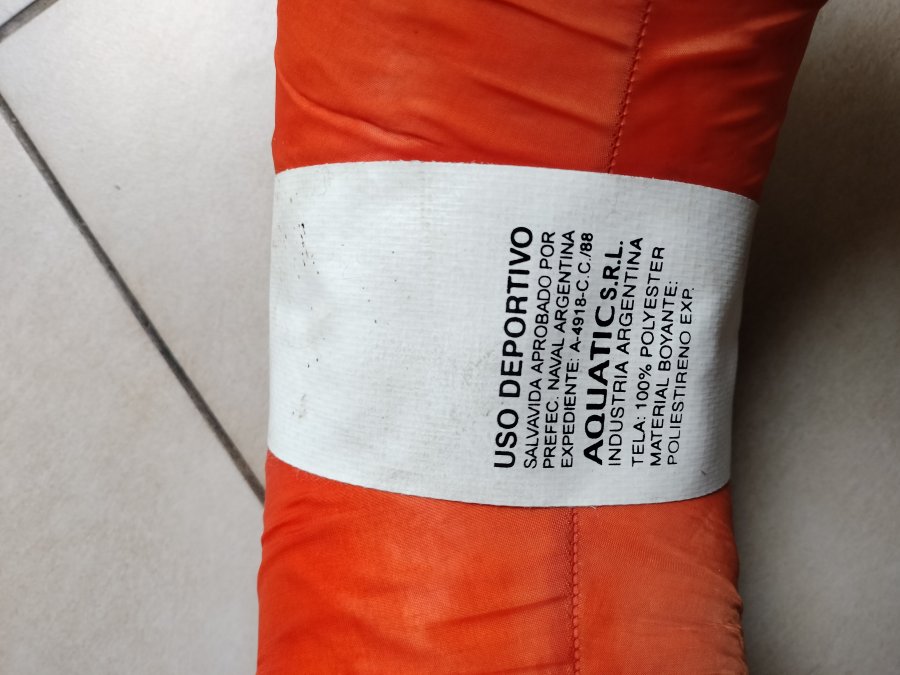 USO DEPORTIVO
SALVAVIDA APROBADO POR
PREFEC. NAVAL ARGENTINA
EXPEDIENTE: A-4918-C.C./88
AQUATIC S.R.L.
INDUSTRIA ARGENTINA
TELA: 100% POLYESTER
MATERIAL BOYANTE:
POLIESTIRENO EXP.